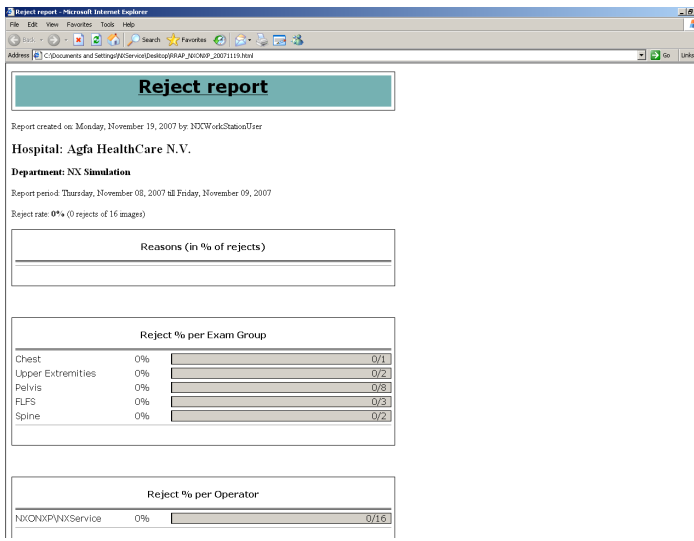 Reject report - Microsoft Internet Explorer
File Edit View Favorites Tools Help
Back Search Favorites
Address C:\Documents and Settings\NXService\Desktop\RRAP_NXONXP_20071119.html Go Links
Reject report
Report created on: Monday, November 19, 2007 by: NXWorkStationUser
Hospital: Agfa HealthCare N.V.
Department: NX Simulation
Report period: Thursday, November 08, 2007 till Friday, November 09, 2007
Reject rate: 0% (0 rejects of 16 images)
Reasons (in % of rejects)
Reject % per Exam Group
Chest 0% 0/1
Upper Extremities 0% 0/2
Pelvis 0% 0/8
FLFS 0% 0/3
Spine 0% 0/2
Reject % per Operator
NXONXP\NXService 0% 0/16